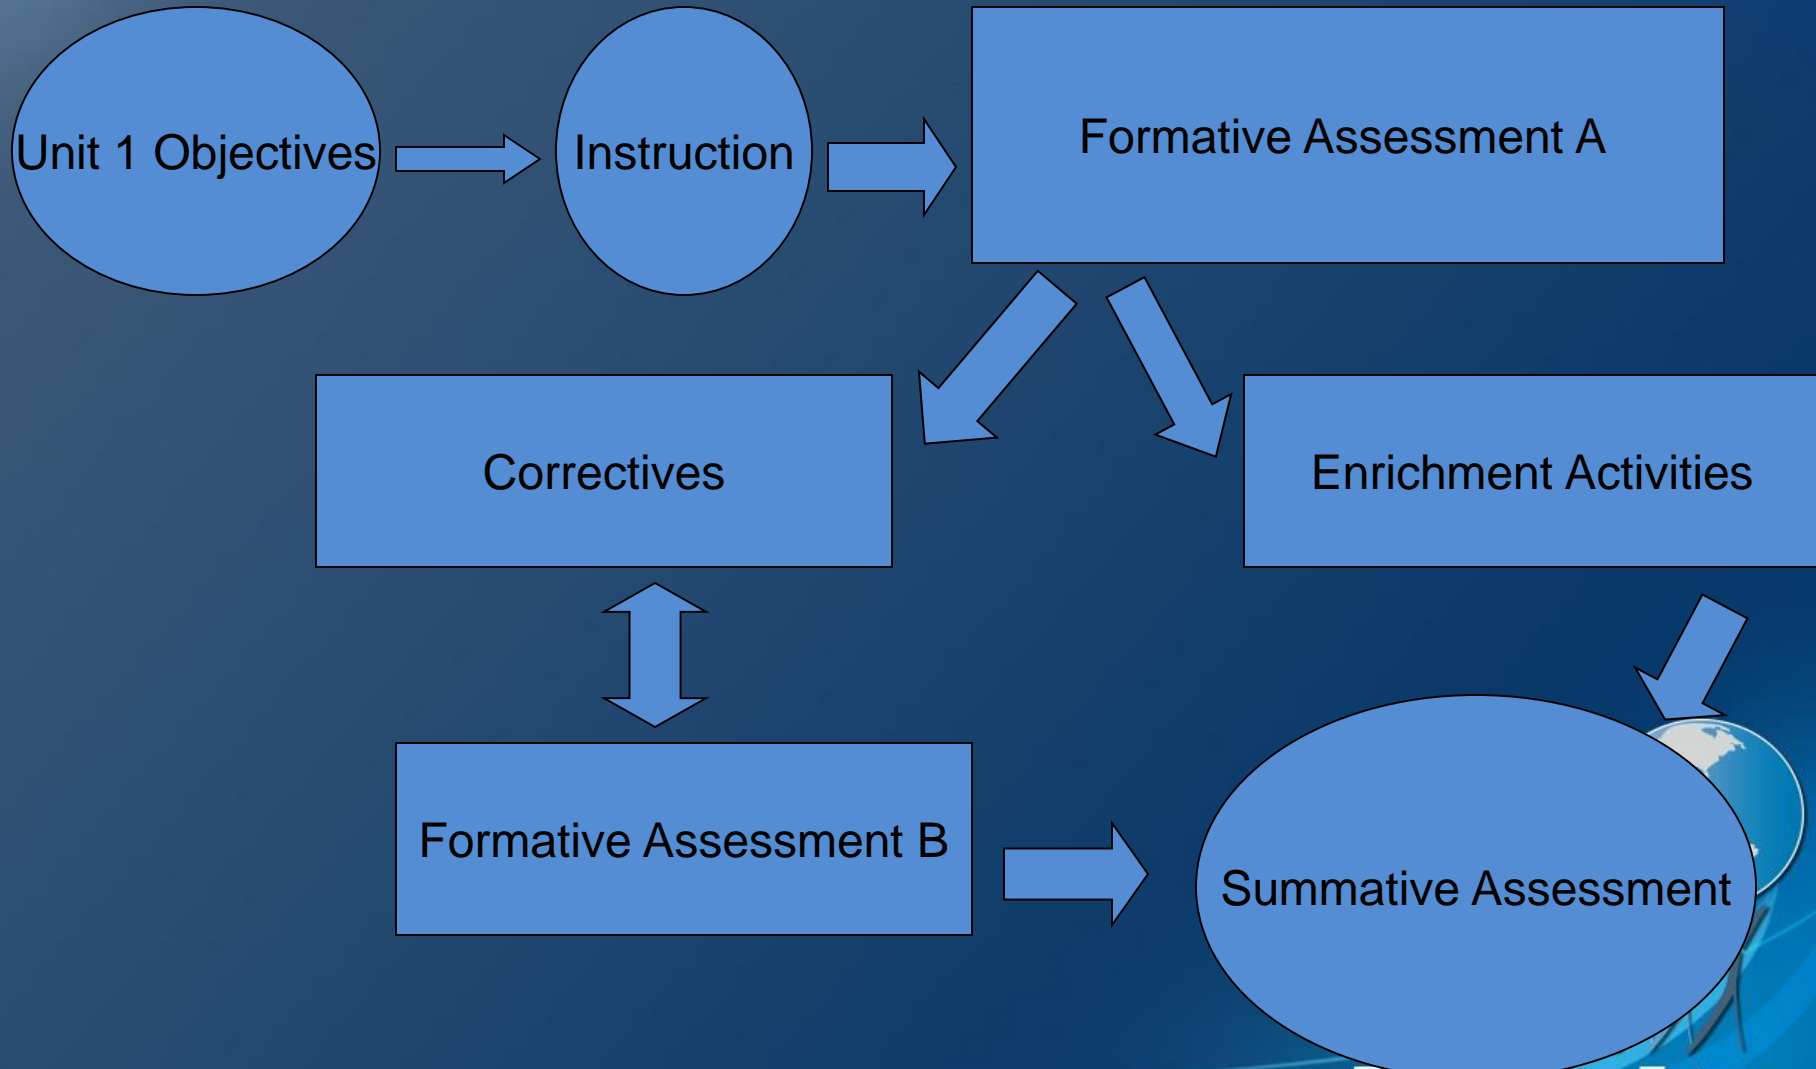 Unit 1 Objectives
Instruction
Formative Assessment A
Correctives
Enrichment Activities
Formative Assessment B
Summative Assessment